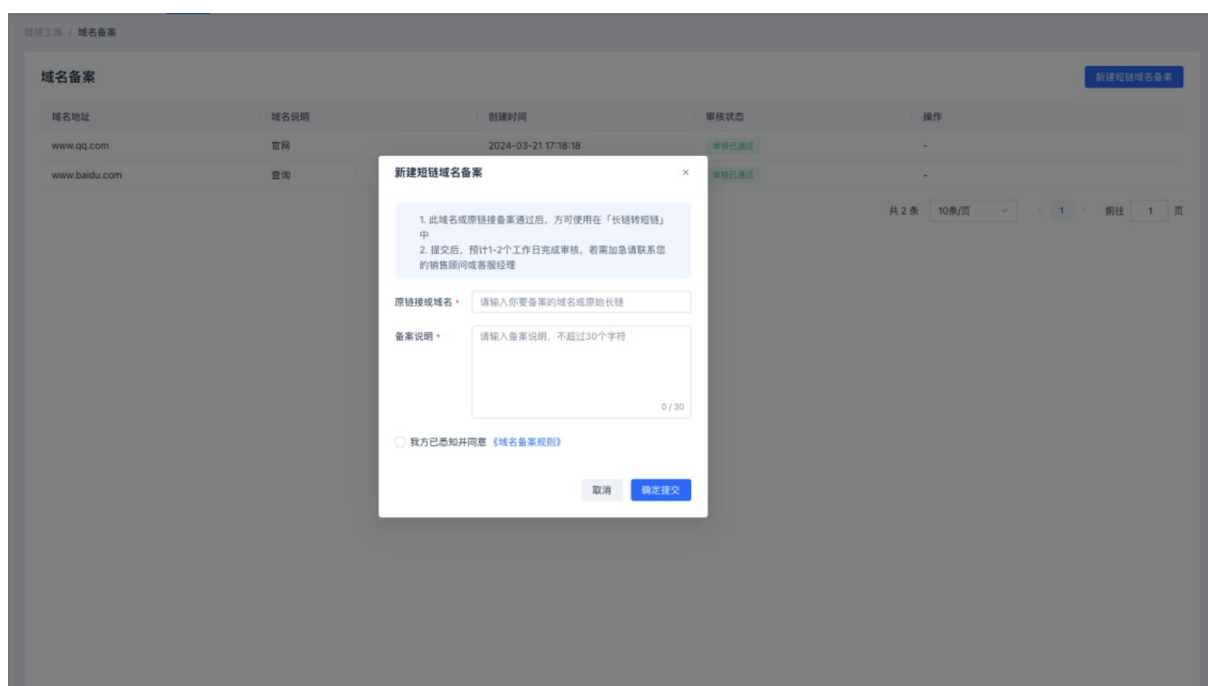 链接工具 / 域名备案
域名备案
新建短链域名备案
域名地址 域名说明 创建时间 审核状态 操作
www.qq.com 官网 2024-03-21 17:18:18 审核已通过 -
www.baidu.com 查询 审核已通过 -
共 2 条 10条/页 1 前往 1 页
新建短链域名备案 ×
1. 此域名或原链接备案通过后，方可使用在「长链转短链」
中
2. 提交后，预计1-2个工作日完成审核，若需加急请联系您
的销售顾问或客服经理
原链接或域名 * 请输入你要备案的域名或原始长链
备案说明 * 请输入备案说明，不超过30个字符
0 / 30
我方已悉知并同意《域名备案规则》
取消 确定提交